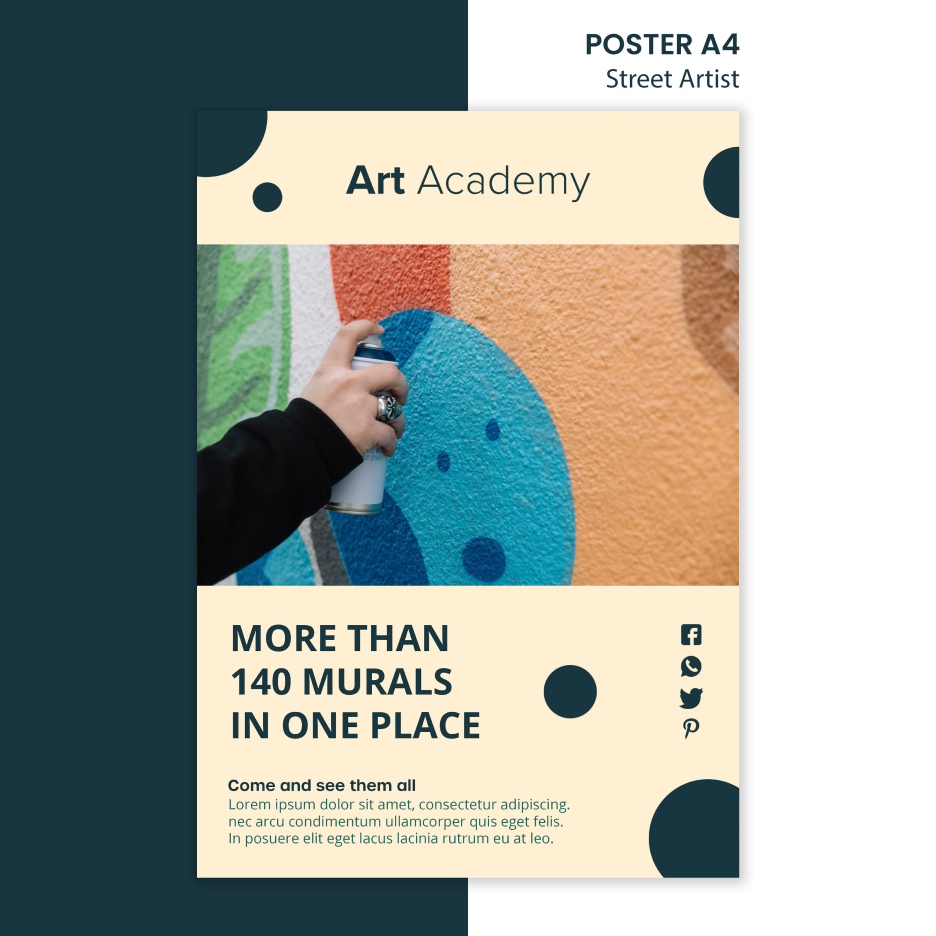 POSTER A4
Street Artist
Art Academy
MORE THAN
140 MURALS
IN ONE PLACE
Come and see them all
Lorem ipsum dolor sit amet, consectetur adipiscing.
nec arcu condimentum ullamcorper quis eget felis.
In posuere elit eget lacus lacinia rutrum eu at leo.